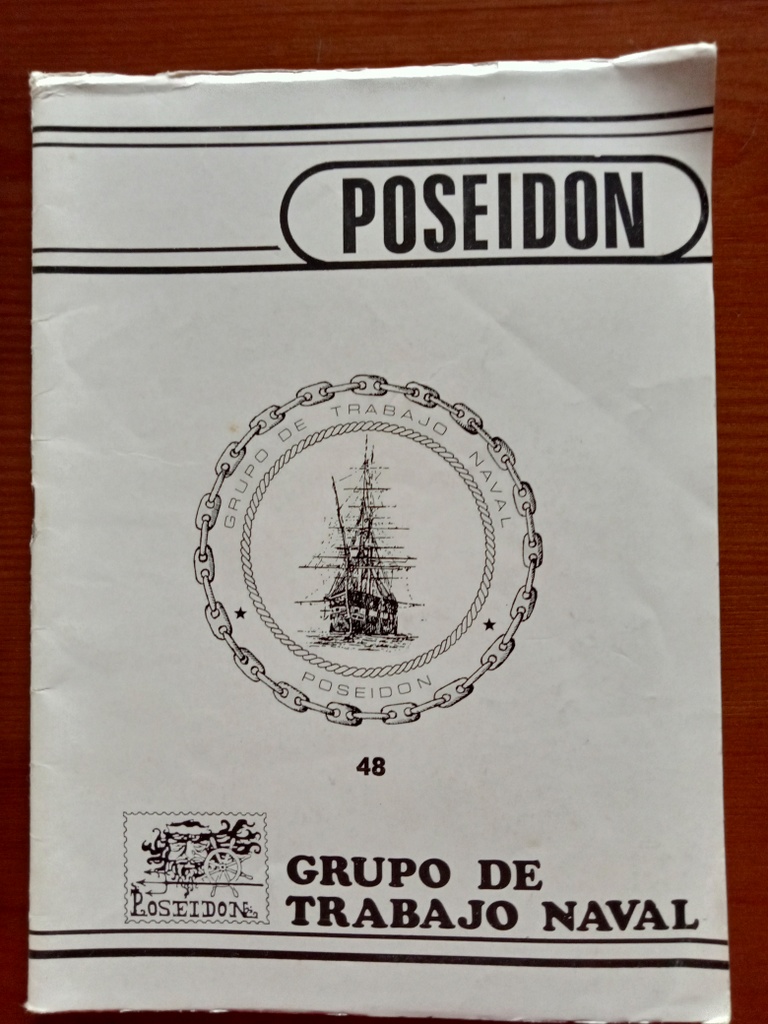 POSEIDON
GRUPO DE TRABAJO NAVAL
POSEIDON
48
POSEIDON
GRUPO DE
TRABAJO NAVAL